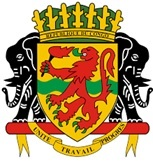 REPUBLIQUE DU CONGO
UNITE TRAVAIL PROGRES